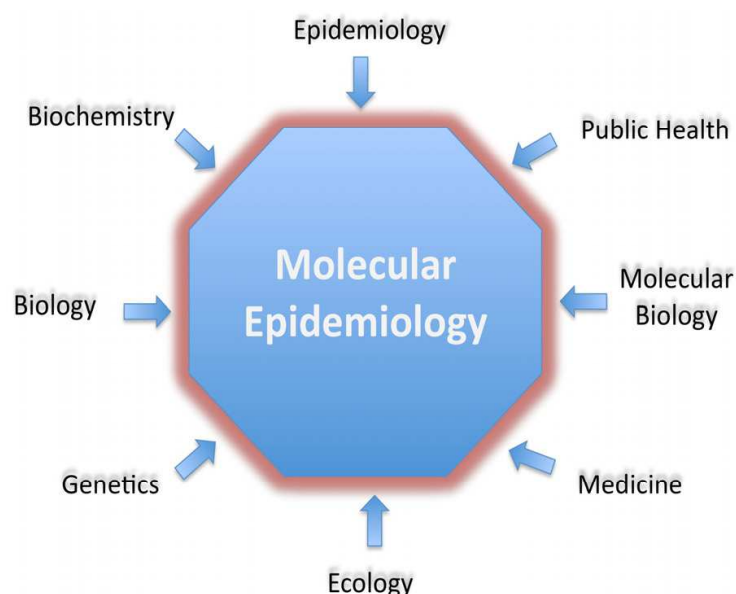 Epidemiology
Biochemistry
Public Health
Molecular
Epidemiology
Biology
Molecular
Biology
Genetics
Medicine
Ecology